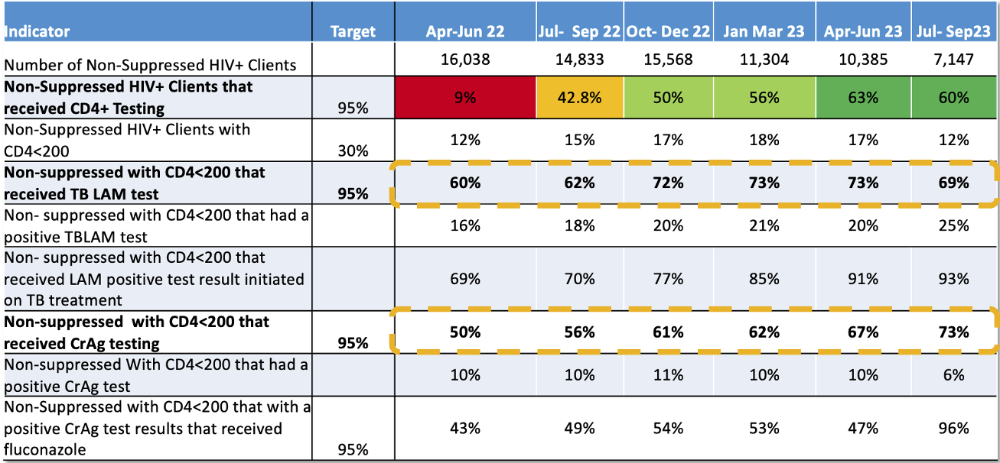 Indicator Target Apr-Jun 22 Jul- Sep 22 Oct- Dec 22 Jan Mar 23 Apr-Jun 23 Jul- Sep23
Number of Non-Suppressed HIV+ Clients 16,038 14,833 15,568 11,304 10,385 7,147
Non-Suppressed HIV+ Clients that
received CD4+ Testing 95% 9% 42.8% 50% 56% 63% 60%
Non-Suppressed HIV+ Clients with
CD4<200 30% 12% 15% 17% 18% 17% 12%
Non-suppressed with CD4<200 that
received TB LAM test 95% 60% 62% 72% 73% 73% 69%
Non- suppressed with CD4<200 that had a
positive TBLAM test 16% 18% 20% 21% 20% 25%
Non- suppressed with CD4<200 that
received LAM positive test result initiated
on TB treatment 69% 70% 77% 85% 91% 93%
Non-suppressed  with CD4<200 that
received CrAg testing 95% 50% 56% 61% 62% 67% 73%
Non-suppressed With CD4<200 that had a
positive CrAg test 10% 10% 11% 10% 10% 6%
Non-Suppressed with CD4<200 that with a
positive CrAg test results that received
fluconazole 95% 43% 49% 54% 53% 47% 96%